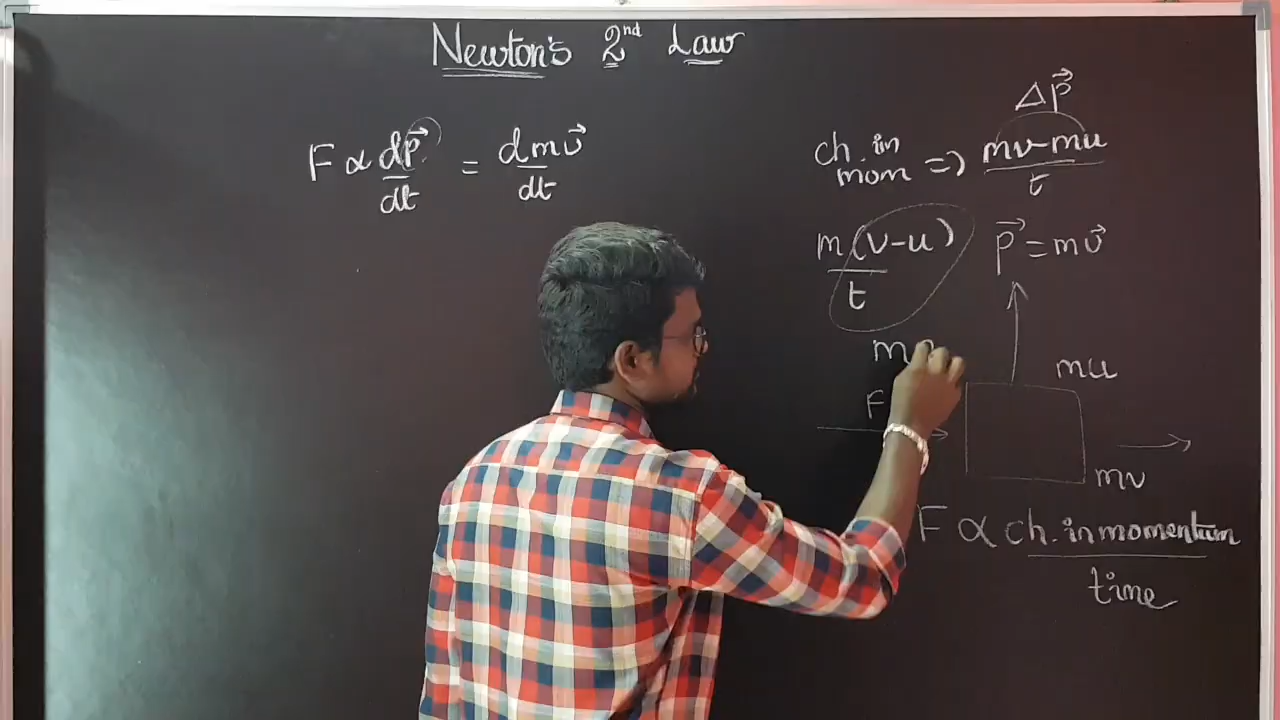 Newton's 2nd Law
F ∝ dp⃗/dt = dmv⃗/dt
ch. in mom => mv-mu/t
Δp⃗
m(v-u)/t
p⃗ = mv⃗
m
mu
F
mv
F ∝ ch. in momentum/time